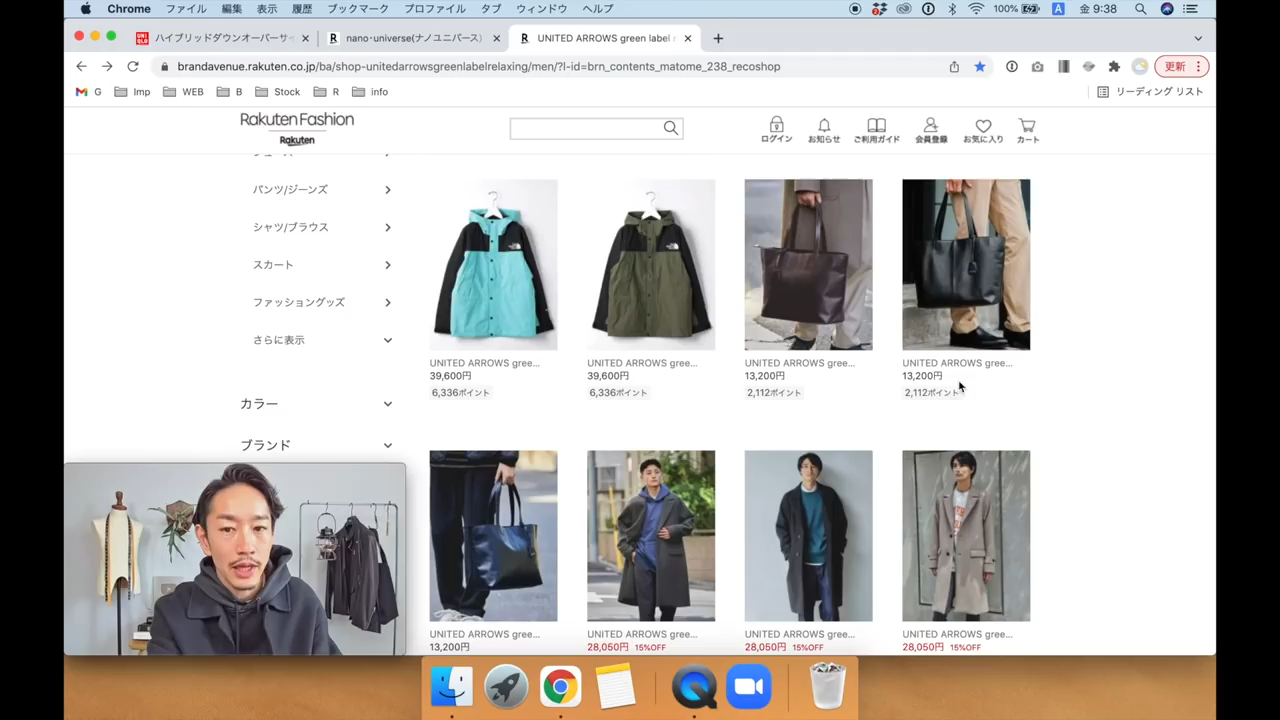 Chrome ファイル 編集 表示 履歴 ブックマーク プロファイル タブ ウィンドウ ヘルプ 100% A 金 9:38
UNI QLO ハイブリッドダウンオーバーサイ × R nano・universe(ナノユニバース) × R UNITED ARROWS green label r × +
brandavenue.rakuten.co.jp/ba/shop-unitedarrowsgreenlabelrelaxing/men/?l-id=brn_contents_matome_238_recoshop 更新
G Imp WEB B Stock R info リーディング リスト
Rakuten Fashion
Rakuten
ログイン お知らせ ご利用ガイド 会員登録 お気に入り カート
パンツ/ジーンズ
シャツ/ブラウス
スカート
ファッショングッズ
さらに表示
カラー
ブランド
UNITED ARROWS gree... UNITED ARROWS gree... UNITED ARROWS gree... UNITED ARROWS gree...
39,600円 39,600円 13,200円 13,200円
6,336ポイント 6,336ポイント 2,112ポイント 2,112ポイント
UNITED ARROWS gree... UNITED ARROWS gree... UNITED ARROWS gree... UNITED ARROWS gree...
13,200円 28,050円 15%OFF 28,050円 15%OFF 28,050円 15%OFF